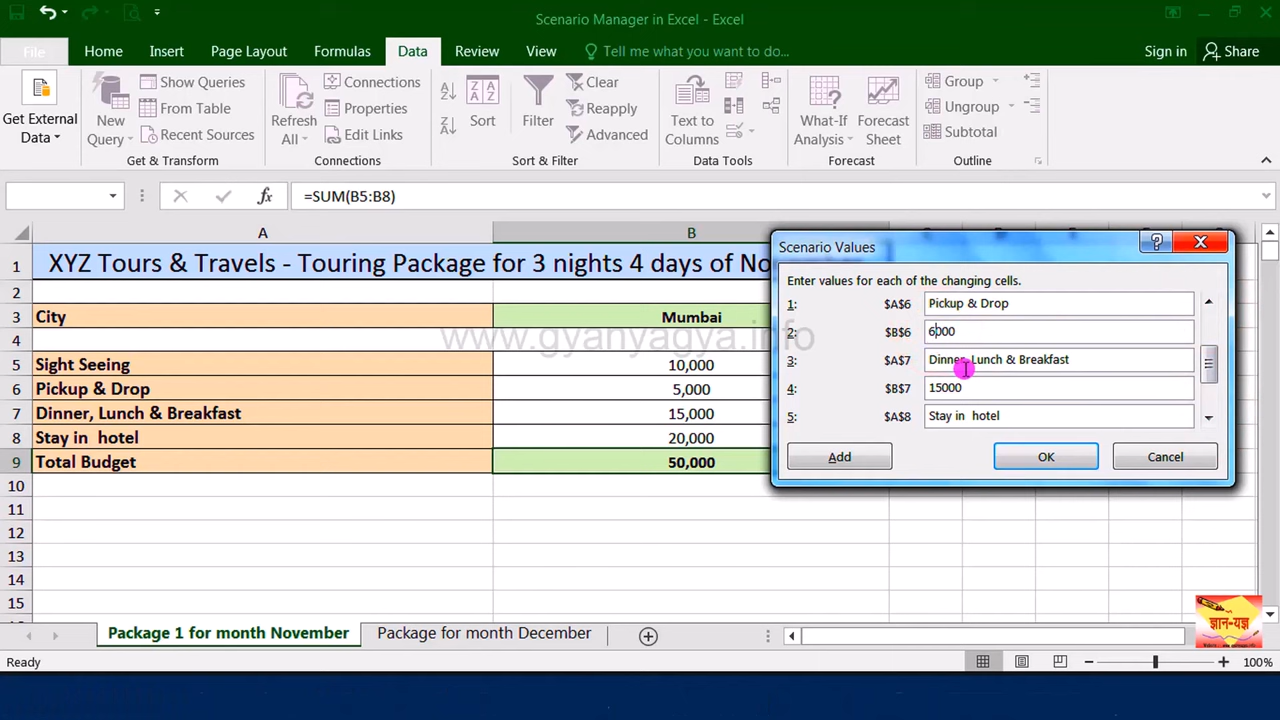 Scenario Manager in Excel - Excel
File Home Insert Page Layout Formulas Data Review View Tell me what you want to do... Sign in Share
Get External Data
New Query
Show Queries
From Table
Recent Sources
Get & Transform
Refresh All
Connections
Properties
Edit Links
Connections
Sort
Filter
Clear
Reapply
Advanced
Sort & Filter
Text to Columns
Data Tools
What-If Analysis
Forecast Sheet
Forecast
Group
Ungroup
Subtotal
Outline
fx =SUM(B5:B8)
A B
1 XYZ Tours & Travels - Touring Package for 3 nights 4 days of No
2
3 City Mumbai
4
www.gyanyagya.info
5 Sight Seeing 10,000
6 Pickup & Drop 5,000
7 Dinner, Lunch & Breakfast 15,000
8 Stay in hotel 20,000
9 Total Budget 50,000
10
11
12
13
14
15
Scenario Values
Enter values for each of the changing cells.
1: $A$6 Pickup & Drop
2: $B$6 6000
3: $A$7 Dinner, Lunch & Breakfast
4: $B$7 15000
5: $A$8 Stay in hotel
Add OK Cancel
ज्ञान-यज्ञ
Package 1 for month November Package for month December
Ready 100%